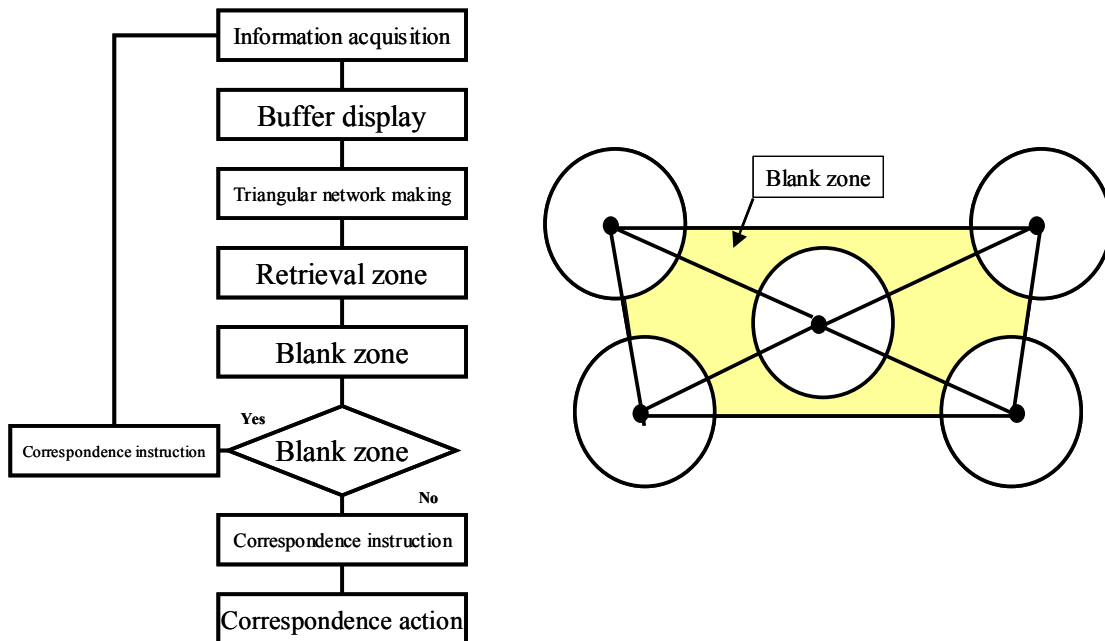 Information acquisition
Buffer display
Triangular network making
Retrieval zone
Blank zone
Yes
Blank zone
Correspondence instruction
No
Correspondence instruction
Correspondence action
Blank zone